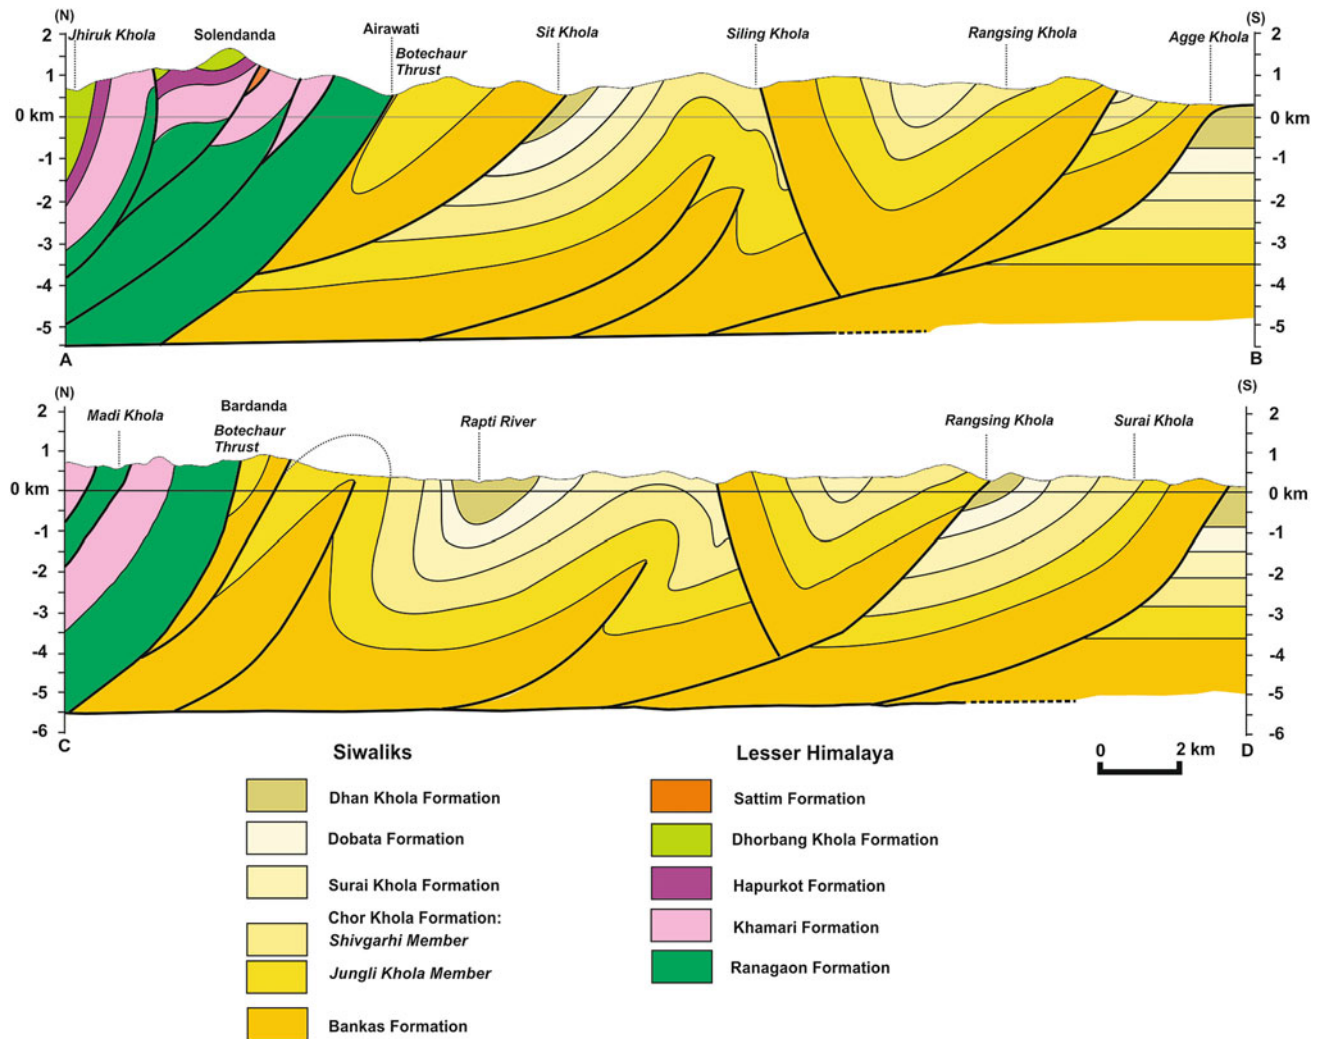 (N)
(S)
Jhiruk Khola
Solendanda
Airawati
Botechaur
Thrust
Sit Khola
Siling Khola
Rangsing Khola
Agge Khola
2
1
0 km
-1
-2
-3
-4
-5
A
2
1
0 km
-1
-2
-3
-4
-5
B
(N)
(S)
Madi Khola
Bardanda
Botechaur
Thrust
Rapti River
Rangsing Khola
Surai Khola
2
1
0 km
-1
-2
-3
-4
-5
-6
C
2
1
0 km
-1
-2
-3
-4
-5
-6
D
0 2 km
Siwaliks
Dhan Khola Formation
Dobata Formation
Surai Khola Formation
Chor Khola Formation:
Shivgarhi Member
Jungli Khola Member
Bankas Formation
Lesser Himalaya
Sattim Formation
Dhorbang Khola Formation
Hapurkot Formation
Khamari Formation
Ranagaon Formation